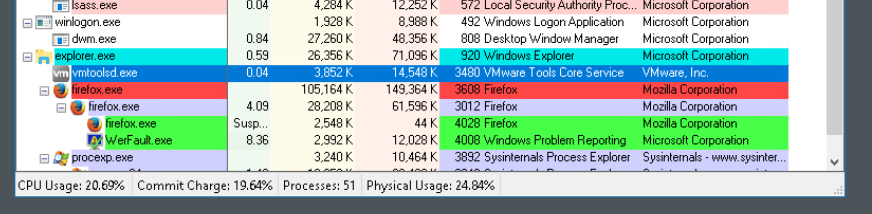 lsass.exe 0.04 4,284 K 12,252 K 572 Local Security Authority Proc... Microsoft Corporation
winlogon.exe 1,928 K 8,988 K 492 Windows Logon Application Microsoft Corporation
dwm.exe 0.84 27,260 K 48,356 K 808 Desktop Window Manager Microsoft Corporation
explorer.exe 0.59 26,356 K 71,096 K 920 Windows Explorer Microsoft Corporation
vm vmtoolsd.exe 0.04 3,852 K 14,548 K 3480 VMware Tools Core Service VMware, Inc.
firefox.exe 105,164 K 149,364 K 3608 Firefox Mozilla Corporation
firefox.exe 4.09 28,208 K 61,596 K 3012 Firefox Mozilla Corporation
firefox.exe Susp... 2,548 K 44 K 4028 Firefox Mozilla Corporation
WerFault.exe 8.36 2,992 K 12,028 K 4008 Windows Problem Reporting Microsoft Corporation
procexp.exe 3,240 K 10,464 K 3892 Sysinternals Process Explorer Sysinternals - www.sysinter...
CPU Usage: 20.69% Commit Charge: 19.64% Processes: 51 Physical Usage: 24.84%